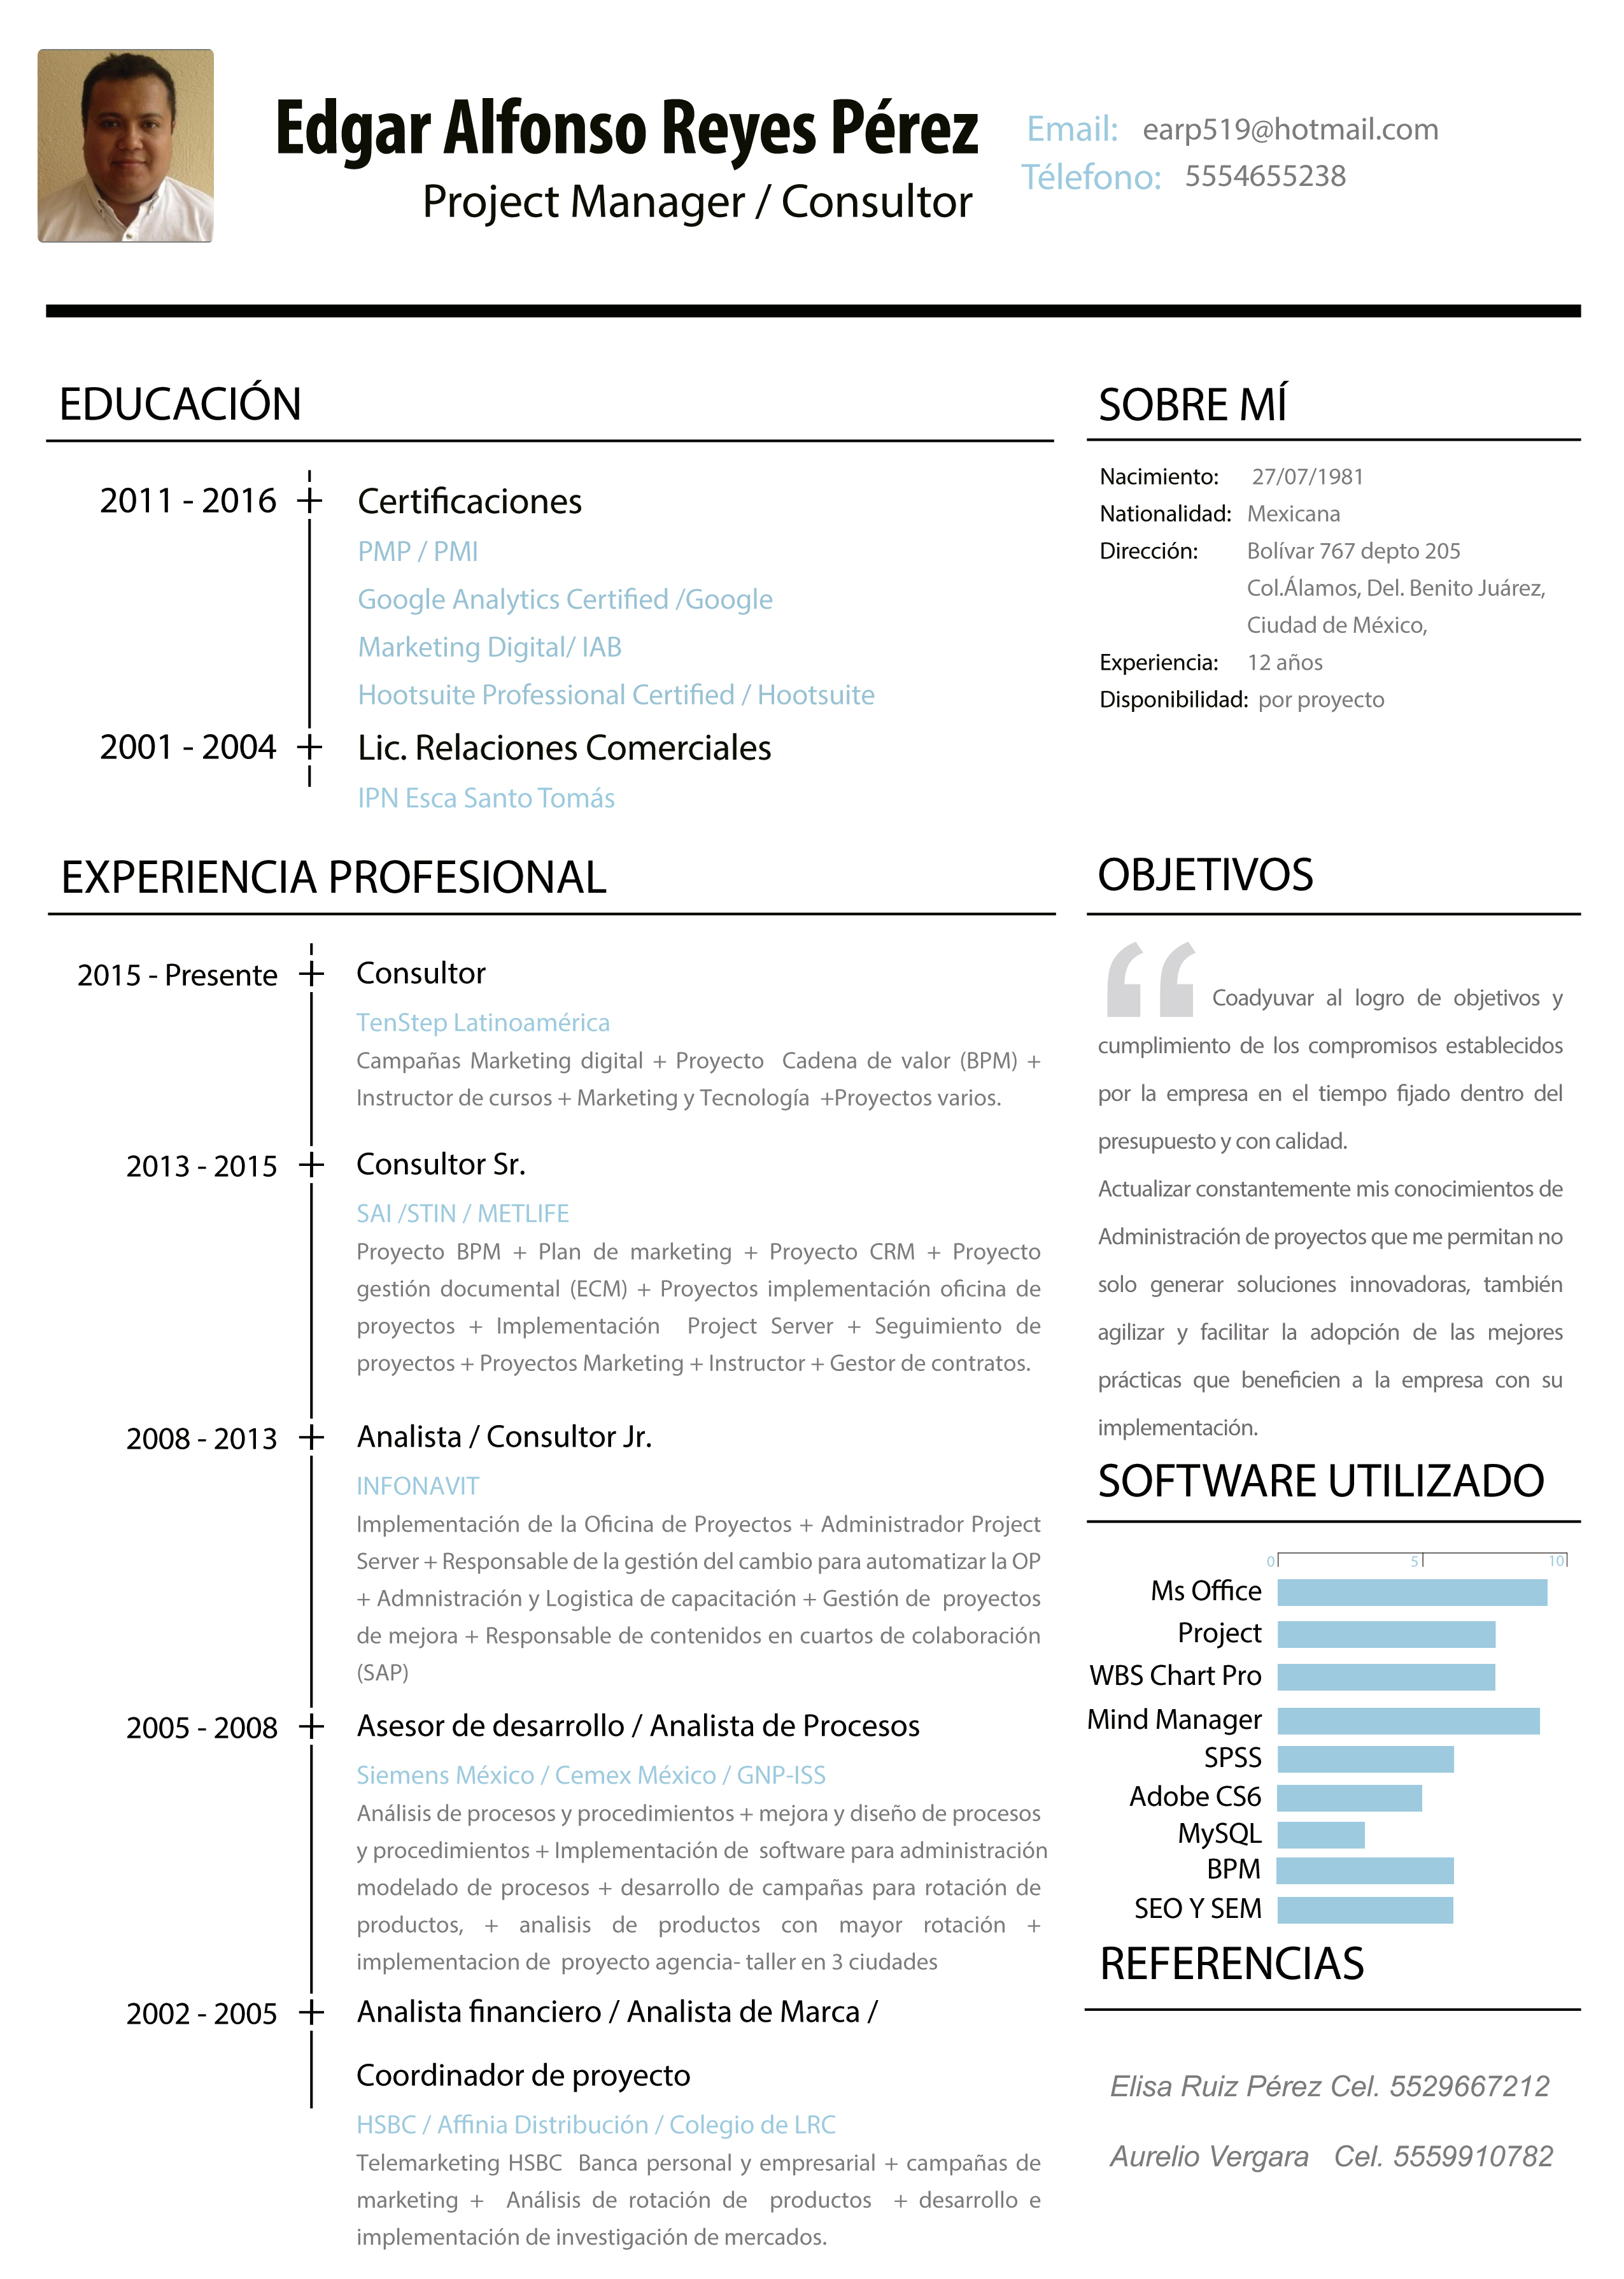 Edgar Alfonso Reyes Pérez
Project Manager / Consultor
Email: earp519@hotmail.com
Télefono: 5554655238
EDUCACIÓN
2011 - 2016
Certificaciones
PMP / PMI
Google Analytics Certified /Google
Marketing Digital/ IAB
Hootsuite Professional Certified / Hootsuite
2001 - 2004
Lic. Relaciones Comerciales
IPN Esca Santo Tomás
SOBRE MÍ
Nacimiento: 27/07/1981
Nationalidad: Mexicana
Dirección: Bolívar 767 depto 205
Col.Álamos, Del. Benito Juárez,
Ciudad de México,
Experiencia: 12 años
Disponibilidad: por proyecto
EXPERIENCIA PROFESIONAL
2015 - Presente
Consultor
TenStep Latinoamérica
Campañas Marketing digital + Proyecto Cadena de valor (BPM) +
Instructor de cursos + Marketing y Tecnología +Proyectos varios.
2013 - 2015
Consultor Sr.
SAI /STIN / METLIFE
Proyecto BPM + Plan de marketing + Proyecto CRM + Proyecto
gestión documental (ECM) + Proyectos implementación oficina de
proyectos + Implementación Project Server + Seguimiento de
proyectos + Proyectos Marketing + Instructor + Gestor de contratos.
2008 - 2013
Analista / Consultor Jr.
INFONAVIT
Implementación de la Oficina de Proyectos + Administrador Project
Server + Responsable de la gestión del cambio para automatizar la OP
+ Admnistración y Logistica de capacitación + Gestión de proyectos
de mejora + Responsable de contenidos en cuartos de colaboración
(SAP)
2005 - 2008
Asesor de desarrollo / Analista de Procesos
Siemens México / Cemex México / GNP-ISS
Análisis de procesos y procedimientos + mejora y diseño de procesos
y procedimientos + Implementación de software para administración
modelado de procesos + desarrollo de campañas para rotación de
productos, + analisis de productos con mayor rotación +
implementacion de proyecto agencia- taller en 3 ciudades
2002 - 2005
Analista financiero / Analista de Marca /
Coordinador de proyecto
HSBC / Affinia Distribución / Colegio de LRC
Telemarketing HSBC Banca personal y empresarial + campañas de
marketing + Análisis de rotación de productos + desarrollo e
implementación de investigación de mercados.
OBJETIVOS
“ Coadyuvar al logro de objetivos y
cumplimiento de los compromisos establecidos
por la empresa en el tiempo fijado dentro del
presupuesto y con calidad.
Actualizar constantemente mis conocimientos de
Administración de proyectos que me permitan no
solo generar soluciones innovadoras, también
agilizar y facilitar la adopción de las mejores
prácticas que beneficien a la empresa con su
implementación.
SOFTWARE UTILIZADO
0 5 10
Ms Office
Project
WBS Chart Pro
Mind Manager
SPSS
Adobe CS6
MySQL
BPM
SEO Y SEM
REFERENCIAS
Elisa Ruiz Pérez Cel. 5529667212
Aurelio Vergara Cel. 5559910782